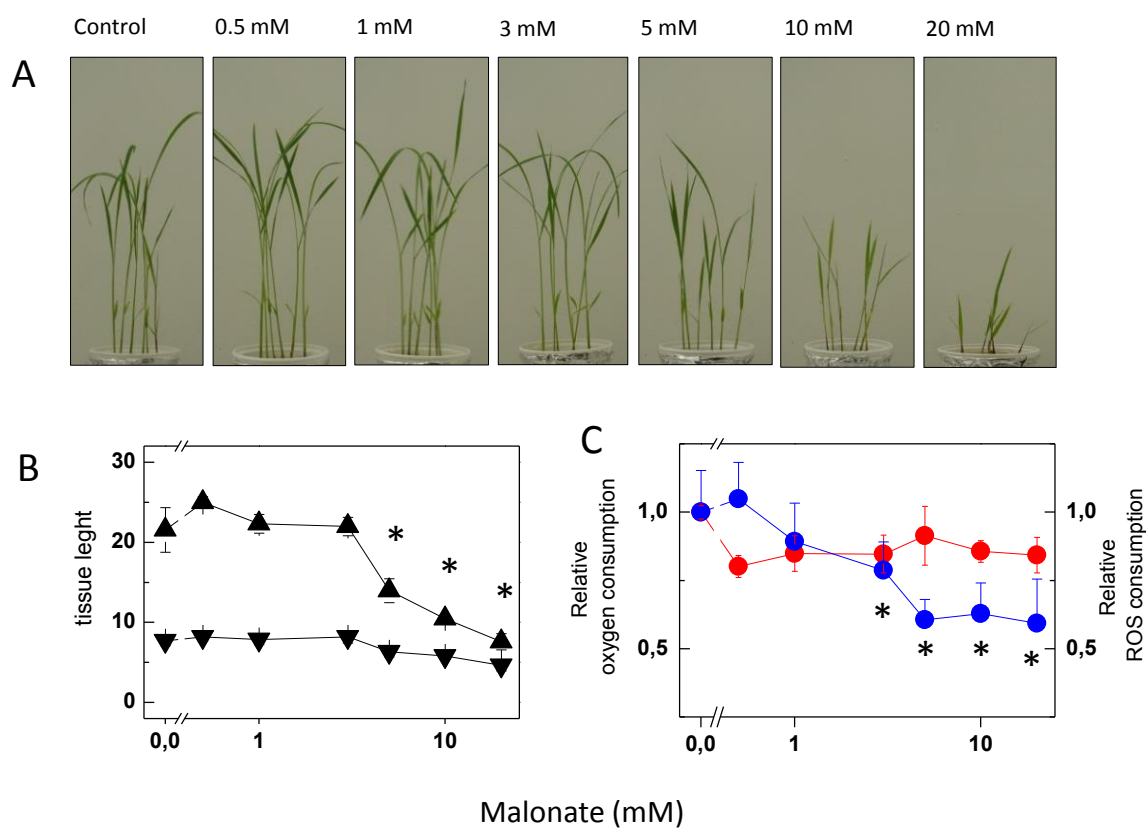 Control 0.5 mM 1 mM 3 mM 5 mM 10 mM 20 mM
A
B
tissue leght
30
20
10
0
0,0 1 10
C
Relative
oxygen consumption
1,0
0,5
* * * *
1,0
0,5
Relative
ROS consumption
0,0 1 10
* * *
Malonate (mM)